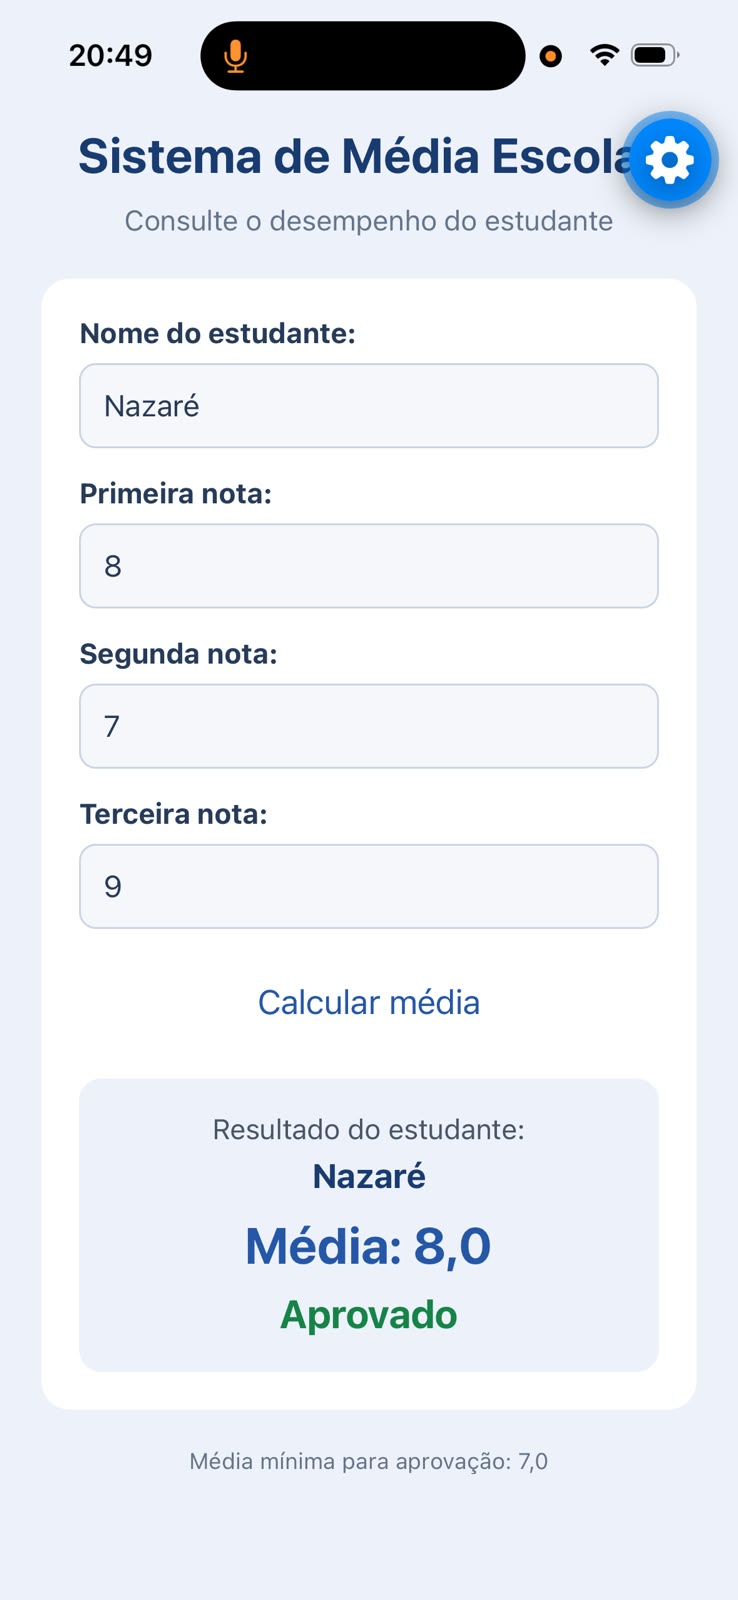 20:49
Sistema de Média Escola
Consulte o desempenho do estudante
Nome do estudante:
Nazaré
Primeira nota:
8
Segunda nota:
7
Terceira nota:
9
Calcular média
Resultado do estudante:
Nazaré
Média: 8,0
Aprovado
Média mínima para aprovação: 7,0